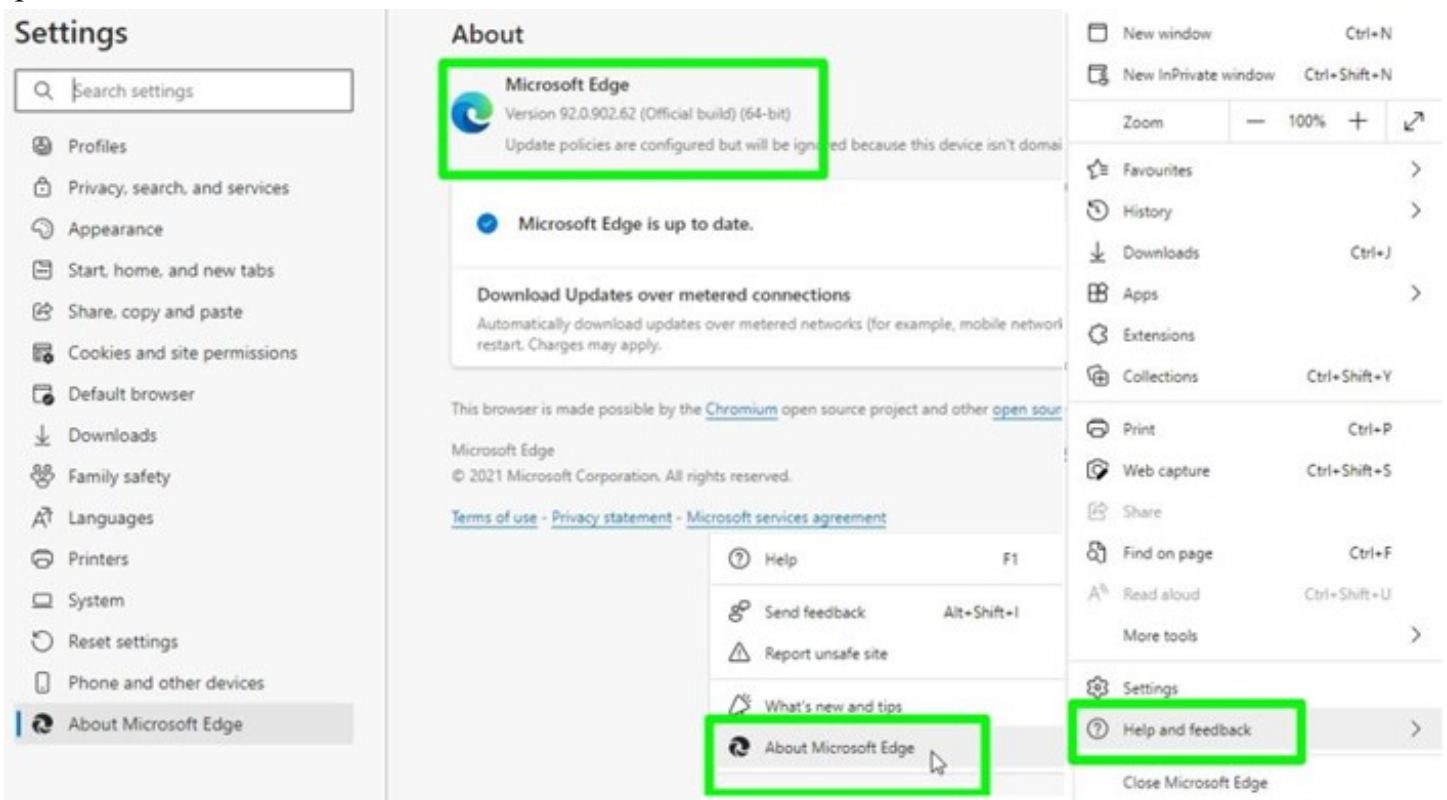 Settings
Search settings
Profiles
Privacy, search, and services
Appearance
Start, home, and new tabs
Share, copy and paste
Cookies and site permissions
Default browser
Downloads
Family safety
Languages
Printers
System
Reset settings
Phone and other devices
About Microsoft Edge
About
Microsoft Edge
Version 92.0.902.62 (Official build) (64-bit)
Update policies are configured but will be ignored because this device isn't domai
Microsoft Edge is up to date.
Download Updates over metered connections
Automatically download updates over metered networks (for example, mobile network
restart. Charges may apply.
This browser is made possible by the Chromium open source project and other open sour
Microsoft Edge
© 2021 Microsoft Corporation. All rights reserved.
Terms of use - Privacy statement - Microsoft services agreement
Help F1
Send feedback Alt+Shift+I
Report unsafe site
What's new and tips
About Microsoft Edge
New window Ctrl+N
New InPrivate window Ctrl+Shift+N
Zoom — 100% +
Favourites
History
Downloads Ctrl+J
Apps
Extensions
Collections Ctrl+Shift+Y
Print Ctrl+P
Web capture Ctrl+Shift+S
Share
Find on page Ctrl+F
Read aloud Ctrl+Shift+U
More tools
Settings
Help and feedback
Close Microsoft Edge